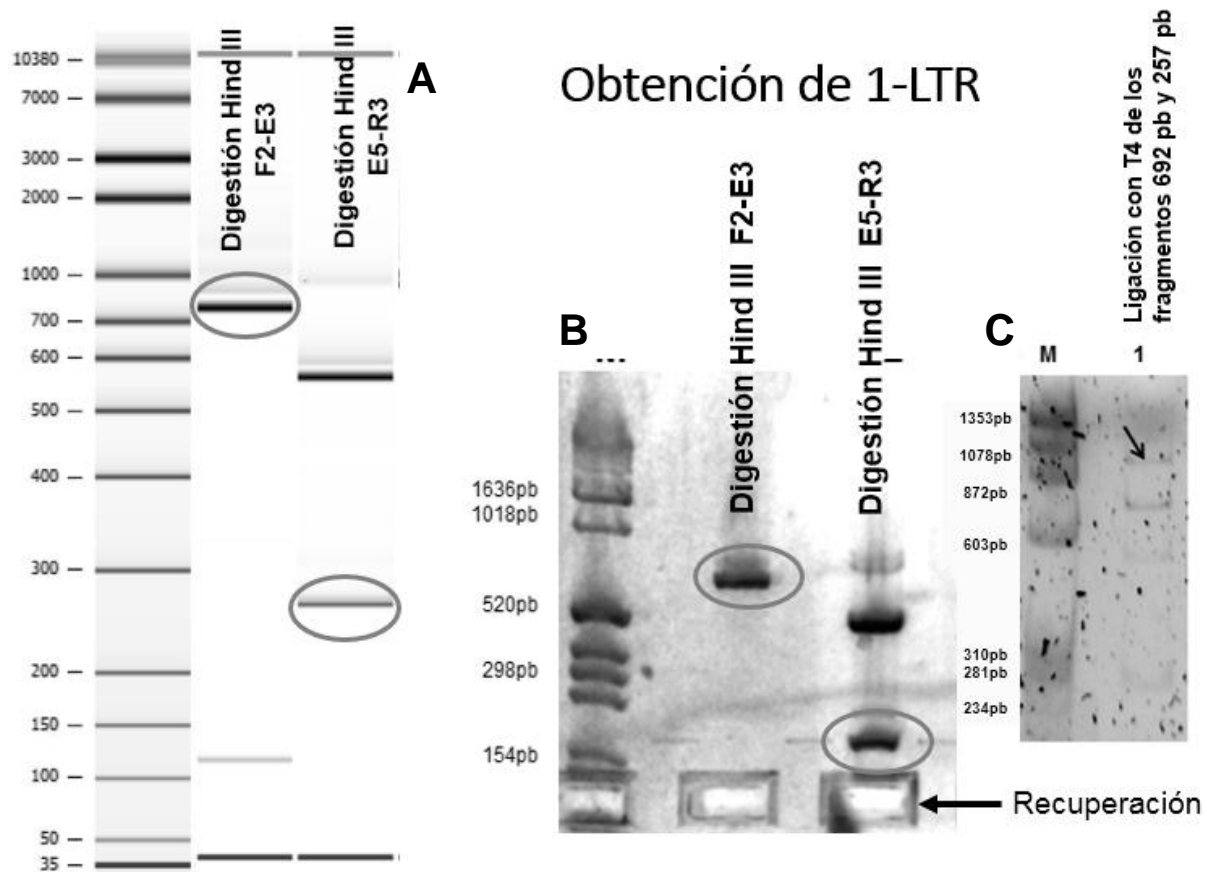 Obtención de 1-LTR
A
10380
7000
3000
2000
1000
700
600
500
400
300
200
150
100
50
35
Digestión Hind III
F2-E3
Digestión Hind III
E5-R3
B
Digestión Hind III F2-E3
Digestión Hind III E5-R3
1636pb
1018pb
520pb
298pb
154pb
Recuperación
C
Ligación con T4 de los
fragmentos 692 pb y 257 pb
M
1
1353pb
1078pb
872pb
603pb
310pb
281pb
234pb